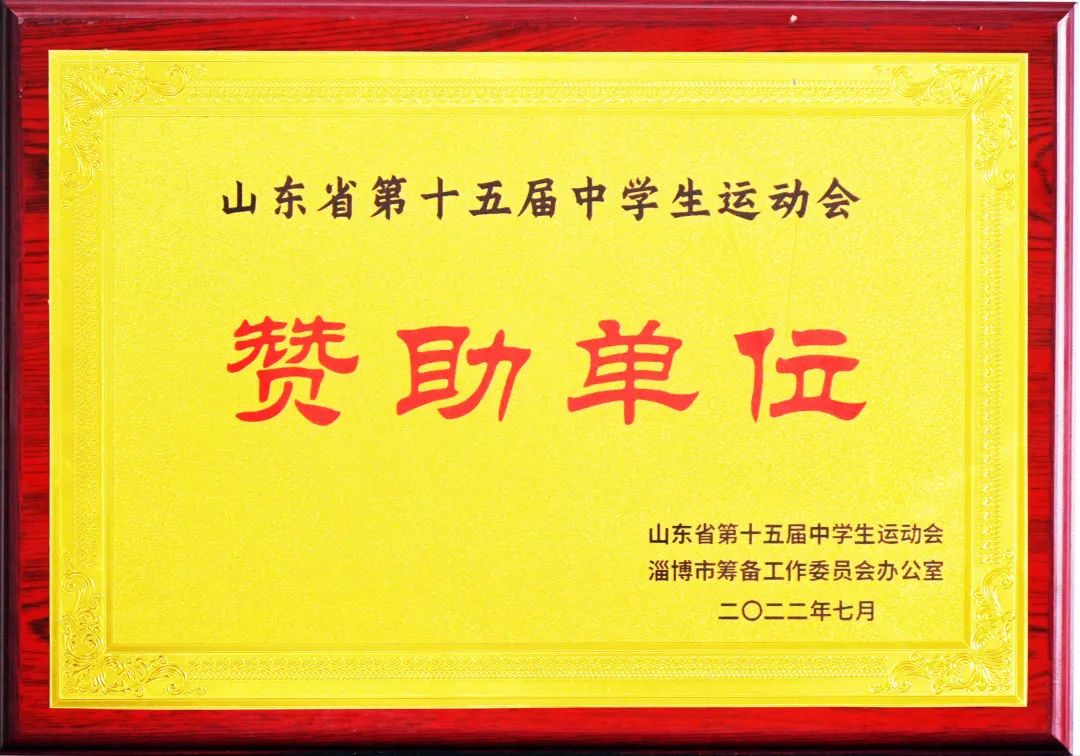 山东省第十五届中学生运动会
赞助单位
山东省第十五届中学生运动会
淄博市筹备工作委员会办公室
二〇二二年七月